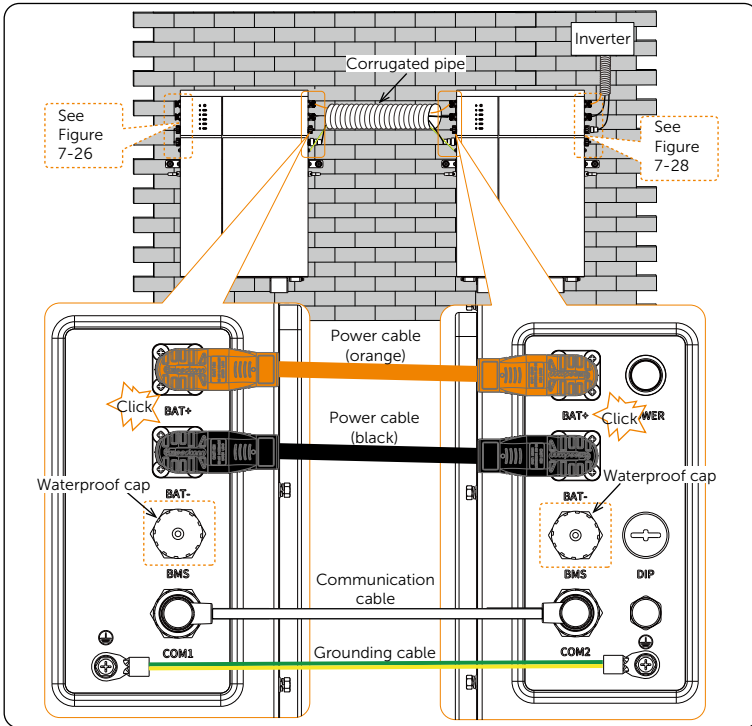 Inverter
Corrugated pipe
See
Figure
7-26
See
Figure
7-28
Power cable
(orange)
Click
BAT+
BAT+
Click
WER
Power cable
(black)
Waterproof cap
BAT-
Waterproof cap
BAT-
BMS
BMS
DIP
Communication
cable
COM1
COM2
Grounding cable